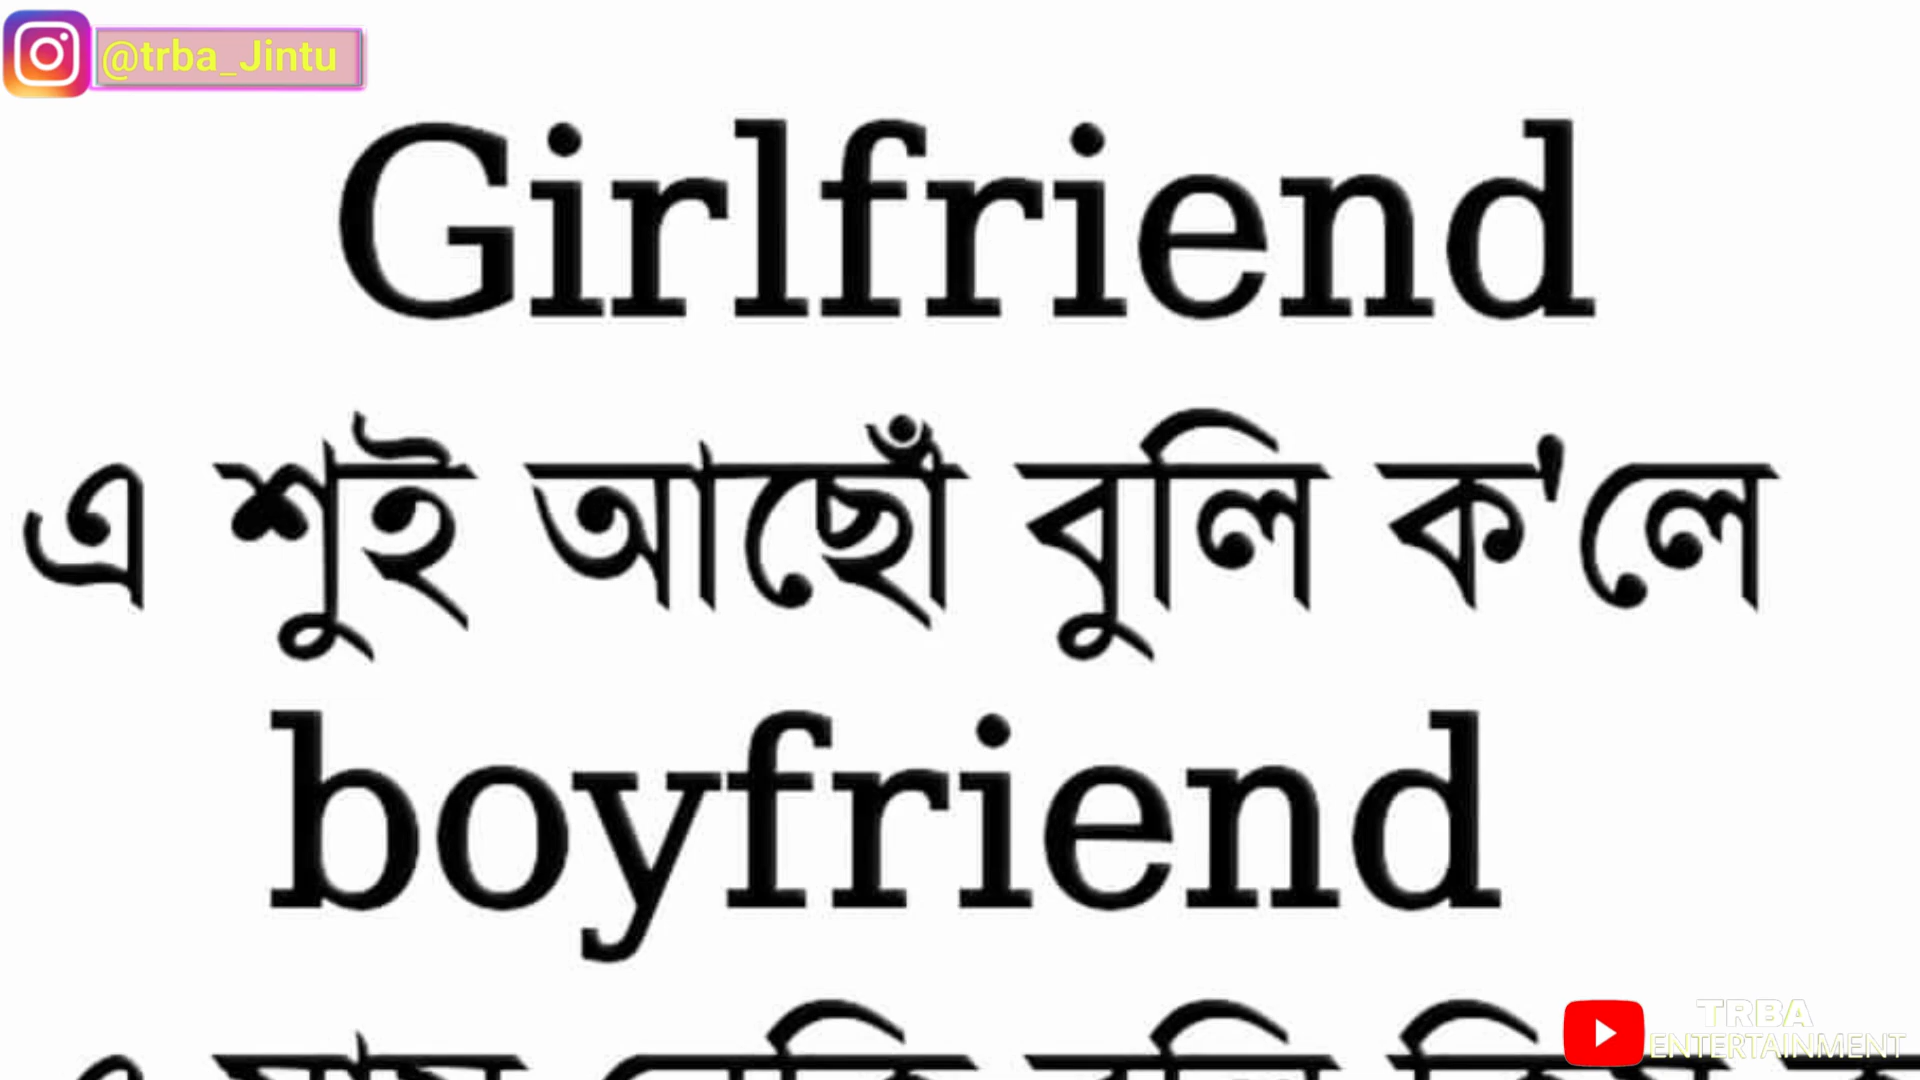 @trba_Jintu
Girlfriend
এ শুই আছোঁ বুলি ক'লে
boyfriend
TRBA
ENTERTAINMENT